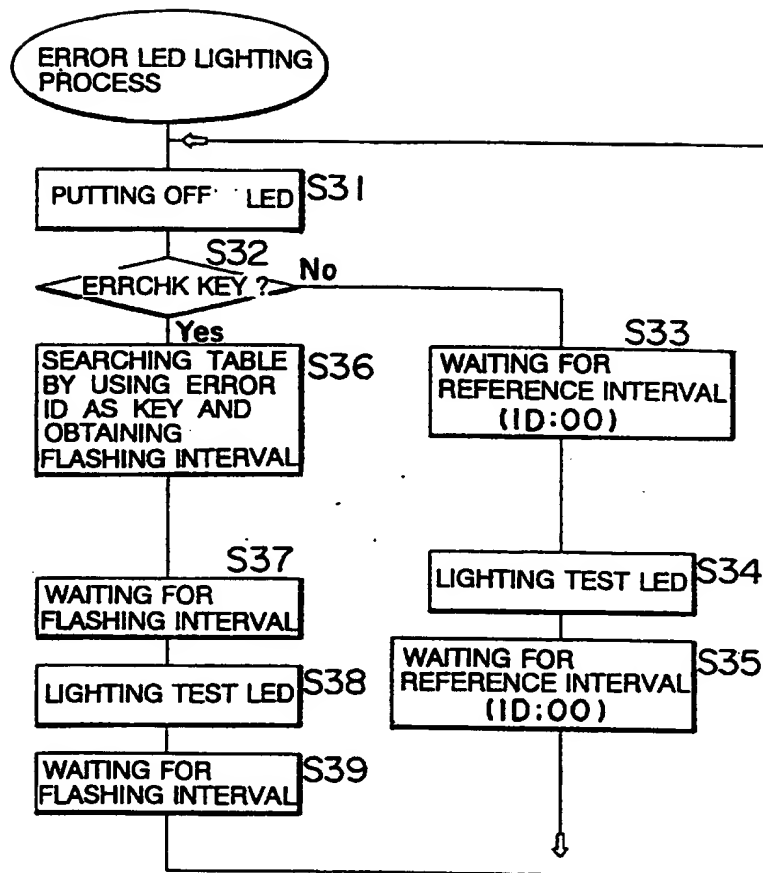 ERROR LED LIGHTING
PROCESS
PUTTING OFF LED
S31
S32
ERRCHK KEY ?
No
Yes
SEARCHING TABLE
BY USING ERROR
ID AS KEY AND
OBTAINING
FLASHING INTERVAL
S36
S33
WAITING FOR
REFERENCE INTERVAL
(ID:00)
S37
WAITING FOR
FLASHING INTERVAL
LIGHTING TEST LED
S34
LIGHTING TEST LED
S38
WAITING FOR
REFERENCE INTERVAL
(ID:00)
S35
WAITING FOR
FLASHING INTERVAL
S39